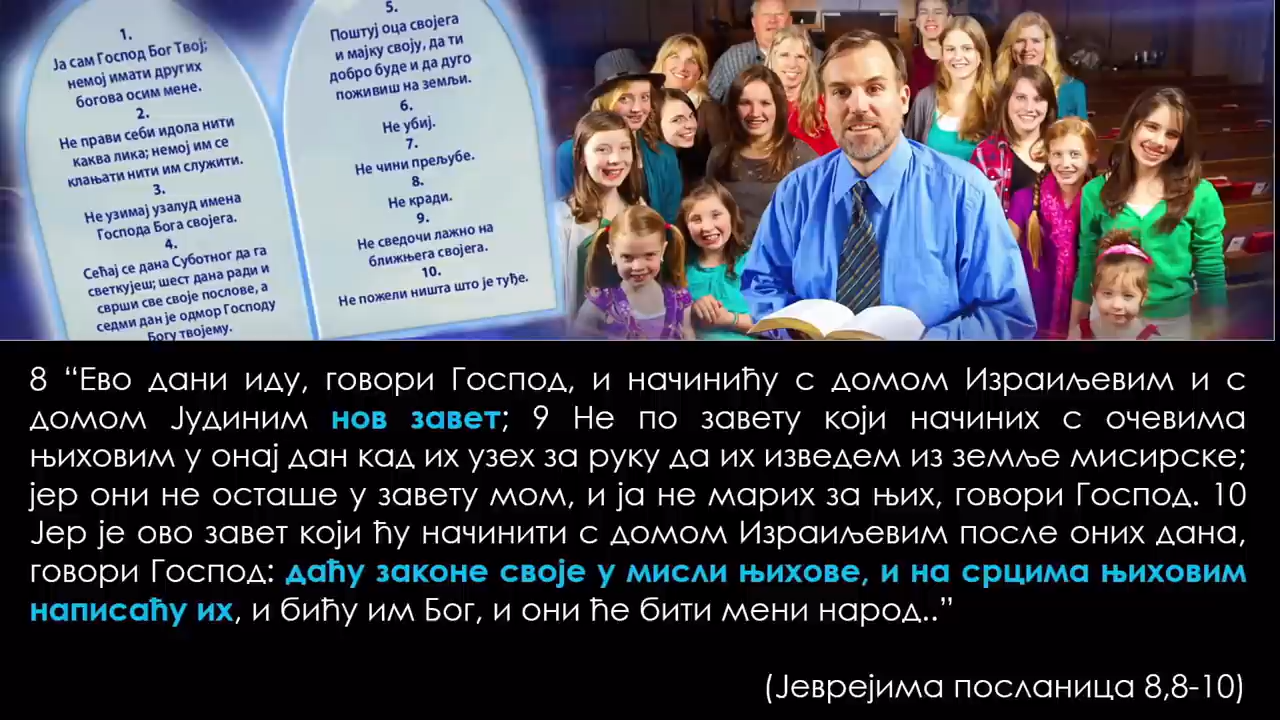 1.
Ја сам Господ Бог Твој;
немој имати других
богова осим мене.
2.
Не прави себи идола нити
каква лика; немој им се
клањати нити им служити.
3.
Не узимај узалуд имена
Господа Бога својега.
4.
Сећај се дана Суботног да га
светкујеш; шест дана ради и
сврши све своје послове, а
седми дан је одмор Господу
Богу твојему.
5.
Поштуј оца својега
и мајку своју, да ти
добро буде и да дуго
поживиш на земљи.
6.
Не убиј.
7.
Не чини прељубе.
8.
Не кради.
9.
Не сведочи лажно на
ближњега својега.
10.
Не пожели ништа што је туђе.
8 “Ево дани иду, говори Господ, и начинићу с домом Израиљевим и с
домом Јудиним нов завет; 9 Не по завету који начиних с очевима
њиховим у онај дан кад их узех за руку да их изведем из земље мисирске;
јер они не осташе у завету мом, и ја не марих за њих, говори Господ. 10
Јер је ово завет који ћу начинити с домом Израиљевим после оних дана,
говори Господ: даћу законе своје у мисли њихове, и на срцима њиховим
написаћу их, и бићу им Бог, и они ће бити мени народ..”
(Јеврејима посланица 8,8-10)